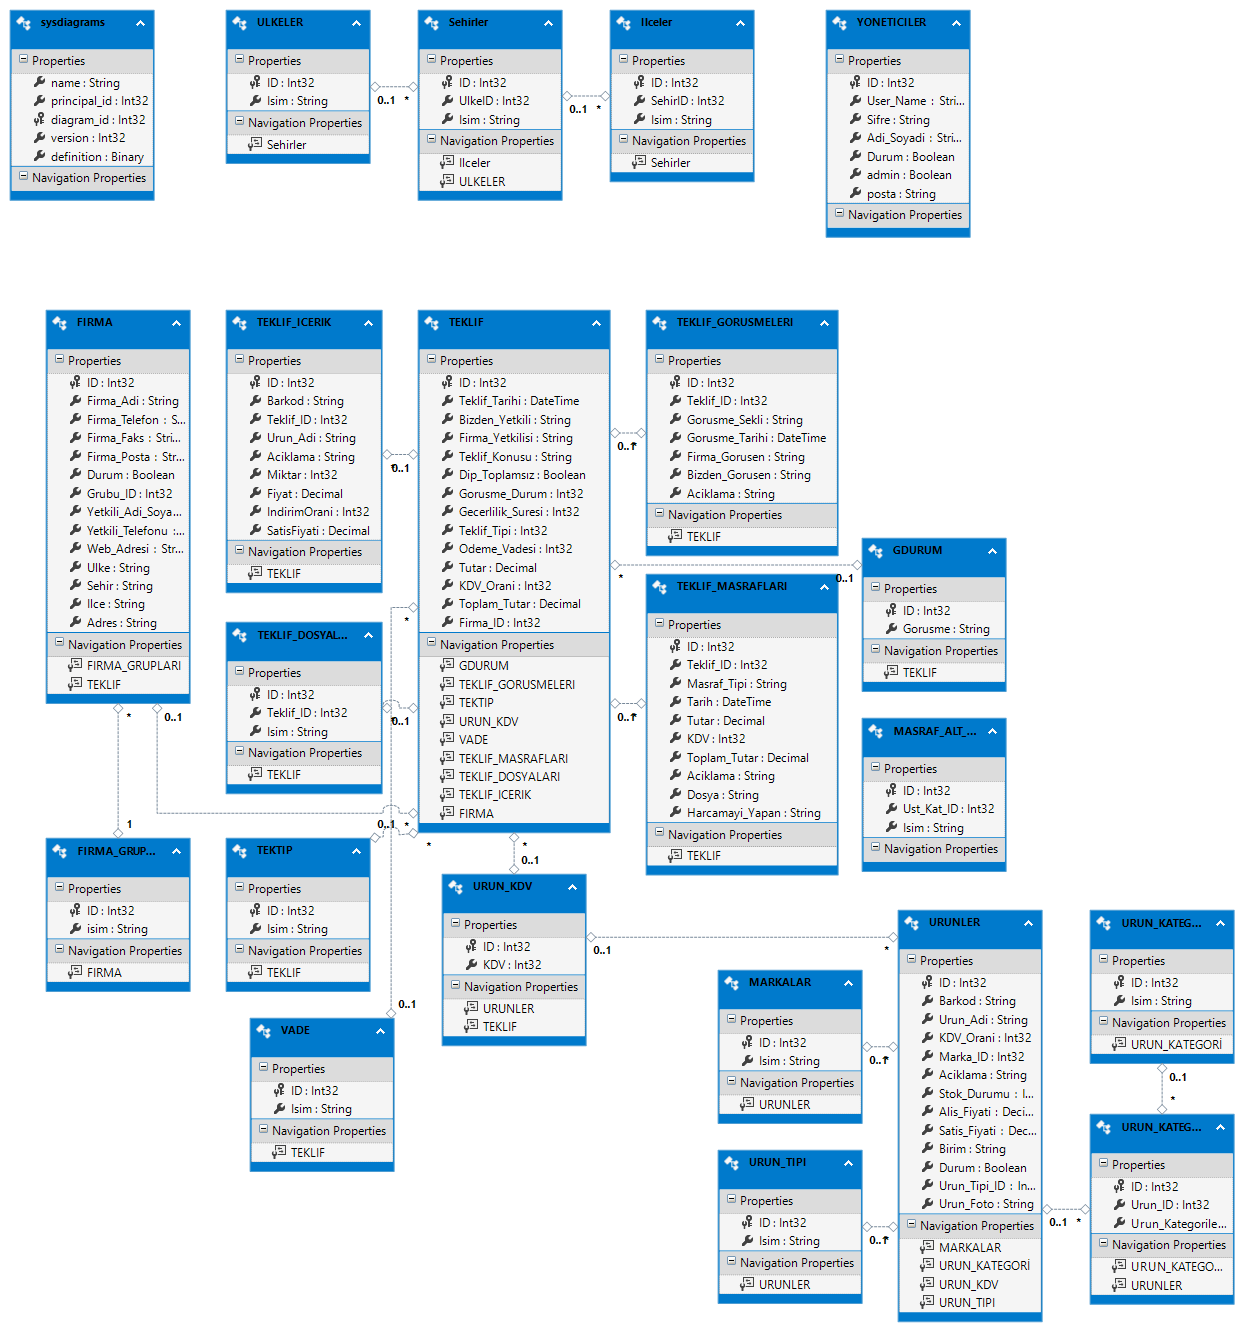 sysdiagrams
Properties
name : String
principal_id : Int32
diagram_id : Int32
version : Int32
definition : Binary
Navigation Properties
ULKELER
Properties
ID : Int32
Isim : String
Navigation Properties
Sehirler
0..1 *
Sehirler
Properties
ID : Int32
UlkeID : Int32
Isim : String
Navigation Properties
Ilceler
ULKELER
0..1 *
Ilceler
Properties
ID : Int32
SehirID : Int32
Isim : String
Navigation Properties
Sehirler
YONETICILER
Properties
ID : Int32
User_Name : Stri...
Sifre : String
Adi_Soyadi : Stri...
Durum : Boolean
admin : Boolean
posta : String
Navigation Properties
FIRMA
Properties
ID : Int32
Firma_Adi : String
Firma_Telefon : S...
Firma_Faks : Stri...
Firma_Posta : Str...
Durum : Boolean
Grubu_ID : Int32
Yetkili_Adi_Soya...
Yetkili_Telefonu :...
Web_Adresi : Str...
Ulke : String
Sehir : String
Ilce : String
Adres : String
Navigation Properties
FIRMA_GRUPLARI
TEKLIF
* 0..1
1
TEKLIF_ICERIK
Properties
ID : Int32
Barkod : String
Teklif_ID : Int32
Urun_Adi : String
Aciklama : String
Miktar : Int32
Fiyat : Decimal
IndirimOrani : Int32
SatisFiyati : Decimal
Navigation Properties
TEKLIF
* 0..1
TEKLIF
Properties
ID : Int32
Teklif_Tarihi : DateTime
Bizden_Yetkili : String
Firma_Yetkilisi : String
Teklif_Konusu : String
Dip_Toplamsız : Boolean
Gorusme_Durum : Int32
Gecerlilik_Suresi : Int32
Teklif_Tipi : Int32
Odeme_Vadesi : Int32
Tutar : Decimal
KDV_Orani : Int32
Toplam_Tutar : Decimal
Firma_ID : Int32
Navigation Properties
GDURUM
TEKLIF_GORUSMELERI
TEKTIP
URUN_KDV
VADE
TEKLIF_MASRAFLARI
TEKLIF_DOSYALARI
TEKLIF_ICERIK
FIRMA
0..1 *
TEKLIF_GORUSMELERI
Properties
ID : Int32
Teklif_ID : Int32
Gorusme_Sekli : String
Gorusme_Tarihi : DateTime
Firma_Gorusen : String
Bizden_Gorusen : String
Aciklama : String
Navigation Properties
TEKLIF
* 0..1
GDURUM
Properties
ID : Int32
Gorusme : String
Navigation Properties
TEKLIF
TEKLIF_DOSYAL...
Properties
ID : Int32
Teklif_ID : Int32
Isim : String
Navigation Properties
TEKLIF
*
* 0..1
0..1 *
TEKLIF_MASRAFLARI
Properties
ID : Int32
Teklif_ID : Int32
Masraf_Tipi : String
Tarih : DateTime
Tutar : Decimal
KDV : Int32
Toplam_Tutar : Decimal
Aciklama : String
Dosya : String
Harcamayi_Yapan : String
Navigation Properties
TEKLIF
MASRAF_ALT_...
Properties
ID : Int32
Ust_Kat_ID : Int32
Isim : String
Navigation Properties
FIRMA_GRUP...
Properties
ID : Int32
isim : String
Navigation Properties
FIRMA
TEKTIP
Properties
ID : Int32
Isim : String
Navigation Properties
TEKLIF
0..1 *
* *
0..1
URUN_KDV
Properties
ID : Int32
KDV : Int32
Navigation Properties
URUNLER
TEKLIF
0..1 *
0..1
VADE
Properties
ID : Int32
Isim : String
Navigation Properties
TEKLIF
MARKALAR
Properties
ID : Int32
Isim : String
Navigation Properties
URUNLER
0..1 *
URUNLER
Properties
ID : Int32
Barkod : String
Urun_Adi : String
KDV_Orani : Int32
Marka_ID : Int32
Aciklama : String
Stok_Durumu : I...
Alis_Fiyati : Deci...
Satis_Fiyati : Dec...
Birim : String
Durum : Boolean
Urun_Tipi_ID : In...
Urun_Foto : String
Navigation Properties
MARKALAR
URUN_KATEGORİ
URUN_KDV
URUN_TIPI
URUN_KATEG...
Properties
ID : Int32
Isim : String
Navigation Properties
URUN_KATEGORİ
0..1
*
URUN_TIPI
Properties
ID : Int32
Isim : String
Navigation Properties
URUNLER
0..1 *
0..1 *
URUN_KATEG...
Properties
ID : Int32
Urun_ID : Int32
Urun_Kategorile...
Navigation Properties
URUN_KATEGO...
URUNLER